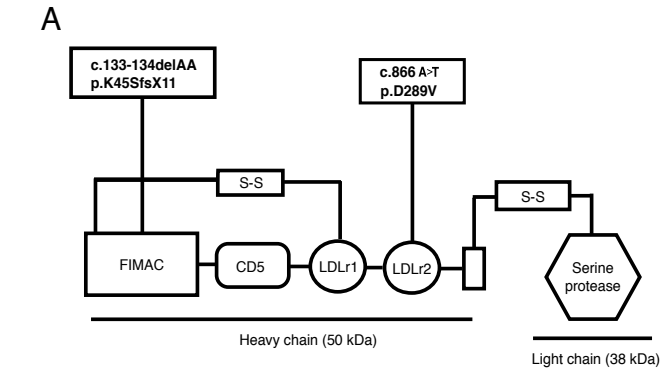 A
c.133-134delAA
p.K45SfsX11
c.866 A>T
p.D289V
S-S
S-S
FIMAC
CD5
LDLr1
LDLr2
Serine
protease
Heavy chain (50 kDa)
Light chain (38 kDa)